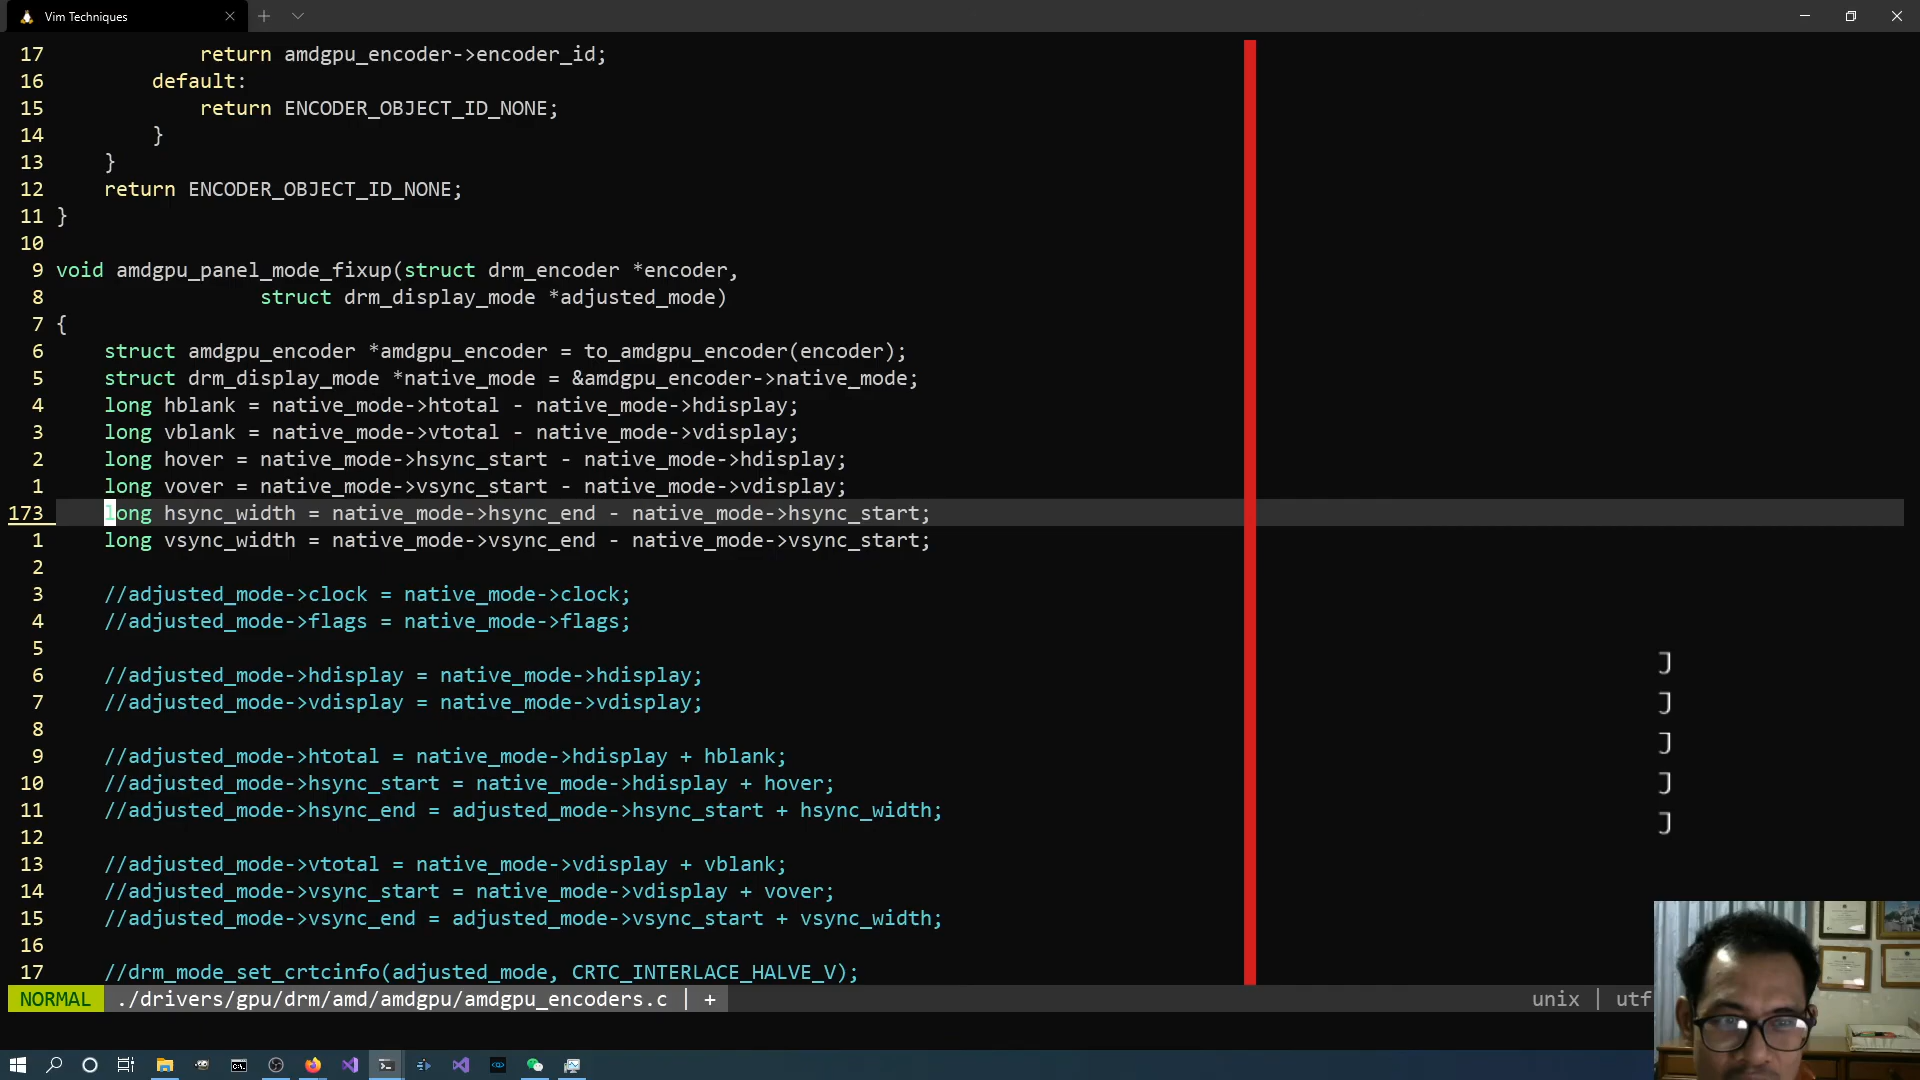 Vim Techniques
17 return amdgpu_encoder->encoder_id;
16 default:
15 return ENCODER_OBJECT_ID_NONE;
14 }
13 }
12 return ENCODER_OBJECT_ID_NONE;
11 }
10
9 void amdgpu_panel_mode_fixup(struct drm_encoder *encoder,
8 struct drm_display_mode *adjusted_mode)
7 {
6 struct amdgpu_encoder *amdgpu_encoder = to_amdgpu_encoder(encoder);
5 struct drm_display_mode *native_mode = &amdgpu_encoder->native_mode;
4 long hblank = native_mode->htotal - native_mode->hdisplay;
3 long vblank = native_mode->vtotal - native_mode->vdisplay;
2 long hover = native_mode->hsync_start - native_mode->hdisplay;
1 long vover = native_mode->vsync_start - native_mode->vdisplay;
173 long hsync_width = native_mode->hsync_end - native_mode->hsync_start;
1 long vsync_width = native_mode->vsync_end - native_mode->vsync_start;
2
3 //adjusted_mode->clock = native_mode->clock;
4 //adjusted_mode->flags = native_mode->flags;
5
6 //adjusted_mode->hdisplay = native_mode->hdisplay;
7 //adjusted_mode->vdisplay = native_mode->vdisplay;
8
9 //adjusted_mode->htotal = native_mode->hdisplay + hblank;
10 //adjusted_mode->hsync_start = native_mode->hdisplay + hover;
11 //adjusted_mode->hsync_end = adjusted_mode->hsync_start + hsync_width;
12
13 //adjusted_mode->vtotal = native_mode->vdisplay + vblank;
14 //adjusted_mode->vsync_start = native_mode->vdisplay + vover;
15 //adjusted_mode->vsync_end = adjusted_mode->vsync_start + vsync_width;
16
17 //drm_mode_set_crtcinfo(adjusted_mode, CRTC_INTERLACE_HALVE_V);
J
J
J
J
J
NORMAL ./drivers/gpu/drm/amd/amdgpu/amdgpu_encoders.c | + unix | utf